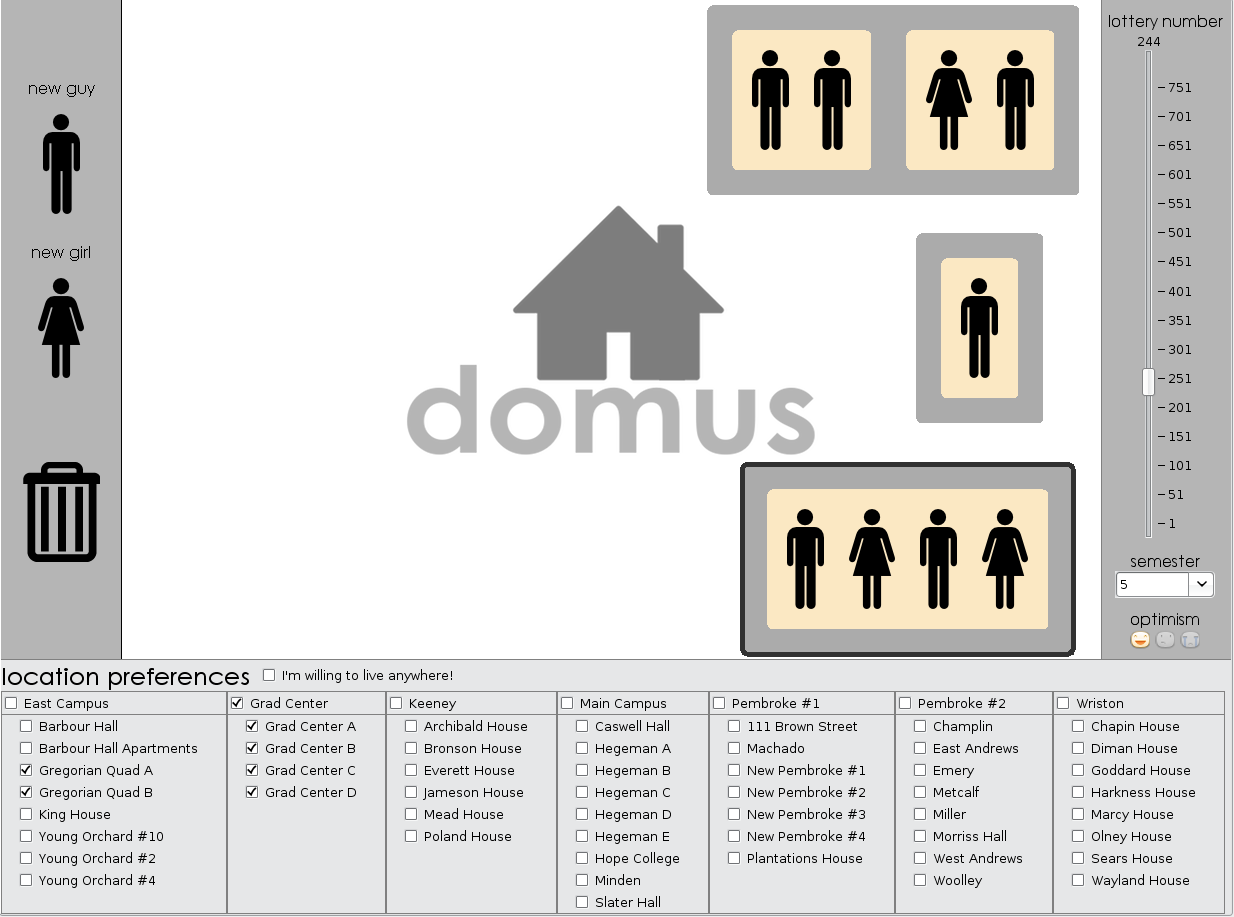 new guy
new girl
domus
lottery number
244
751
701
651
601
551
501
451
401
351
301
251
201
151
101
51
1
semester
5
optimism
location preferences
I'm willing to live anywhere!
East Campus
Barbour Hall
Barbour Hall Apartments
Gregorian Quad A
Gregorian Quad B
King House
Young Orchard #10
Young Orchard #2
Young Orchard #4
Grad Center
Grad Center A
Grad Center B
Grad Center C
Grad Center D
Keeney
Archibald House
Bronson House
Everett House
Jameson House
Mead House
Poland House
Main Campus
Caswell Hall
Hegeman A
Hegeman B
Hegeman C
Hegeman D
Hegeman E
Hope College
Minden
Slater Hall
Pembroke #1
111 Brown Street
Machado
New Pembroke #1
New Pembroke #2
New Pembroke #3
New Pembroke #4
Plantations House
Pembroke #2
Champlin
East Andrews
Emery
Metcalf
Miller
Morriss Hall
West Andrews
Woolley
Wriston
Chapin House
Diman House
Goddard House
Harkness House
Marcy House
Olney House
Sears House
Wayland House